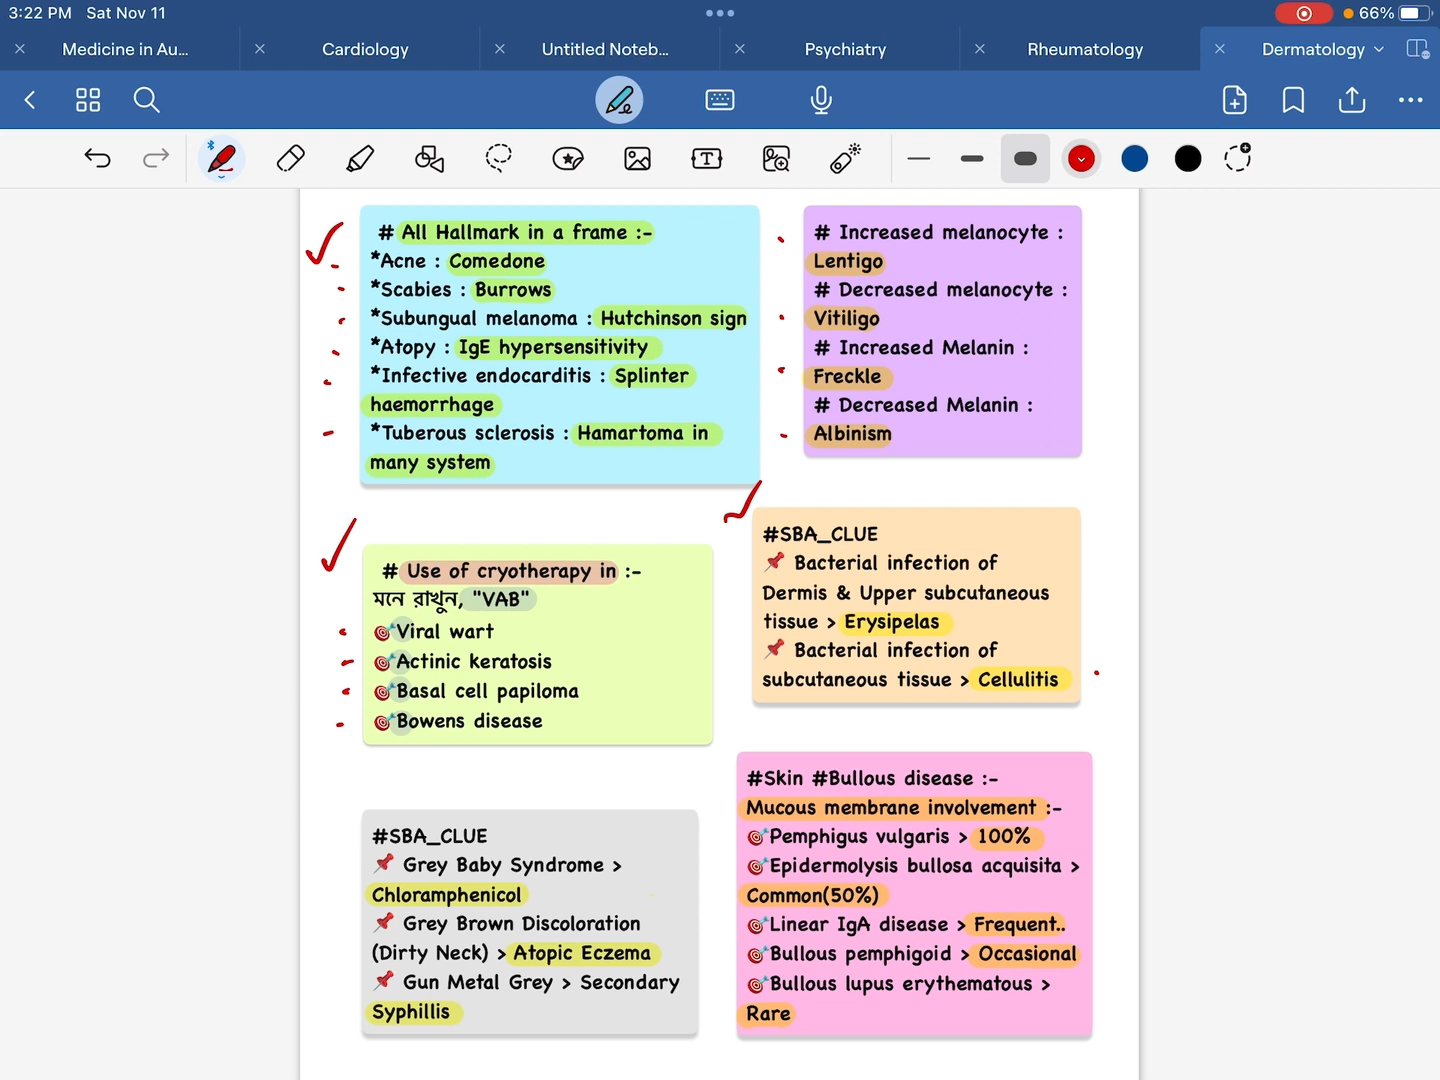 3:22 PM Sat Nov 11
66%
Medicine in Au...
Cardiology
Untitled Noteb...
Psychiatry
Rheumatology
Dermatology
# All Hallmark in a frame :-
*Acne : Comedone
*Scabies : Burrows
*Subungual melanoma : Hutchinson sign
*Atopy : IgE hypersensitivity
*Infective endocarditis : Splinter
haemorrhage
*Tuberous sclerosis : Hamartoma in
many system
# Increased melanocyte :
Lentigo
# Decreased melanocyte :
Vitiligo
# Increased Melanin :
Freckle
# Decreased Melanin :
Albinism
# Use of cryotherapy in :-
মনে রাখুন, "VAB"
🎯Viral wart
🎯Actinic keratosis
🎯Basal cell papiloma
🎯Bowens disease
#SBA_CLUE
📌 Bacterial infection of
Dermis & Upper subcutaneous
tissue > Erysipelas
📌 Bacterial infection of
subcutaneous tissue > Cellulitis
#SBA_CLUE
📌 Grey Baby Syndrome >
Chloramphenicol
📌 Grey Brown Discoloration
(Dirty Neck) > Atopic Eczema
📌 Gun Metal Grey > Secondary
Syphillis
#Skin #Bullous disease :-
Mucous membrane involvement :-
🎯Pemphigus vulgaris > 100%
🎯Epidermolysis bullosa acquisita >
Common(50%)
🎯Linear IgA disease > Frequent..
🎯Bullous pemphigoid > Occasional
🎯Bullous lupus erythematous >
Rare